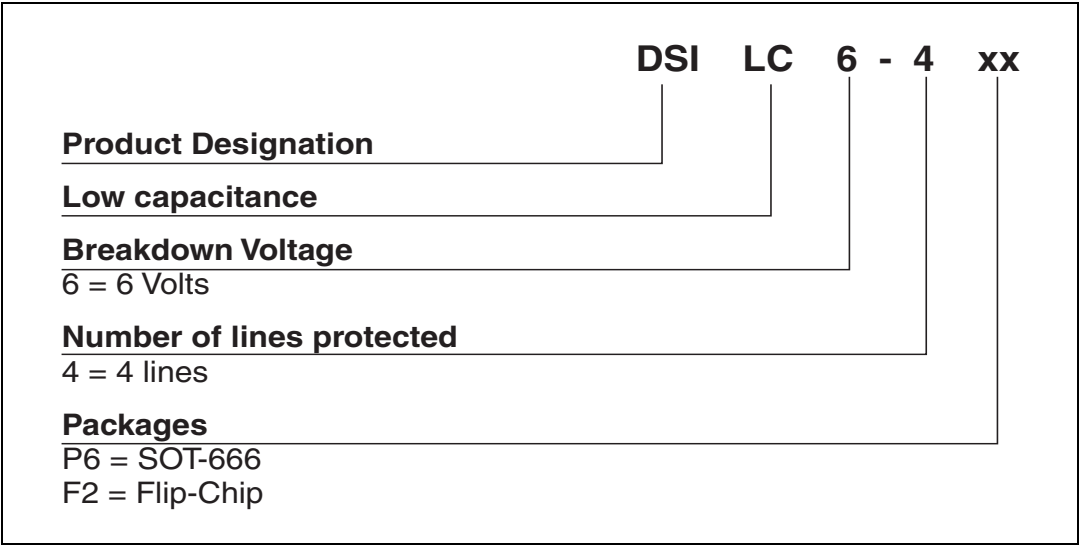 DSI LC 6 - 4 xx
Product Designation
Low capacitance
Breakdown Voltage
6 = 6 Volts
Number of lines protected
4 = 4 lines
Packages
P6 = SOT-666
F2 = Flip-Chip